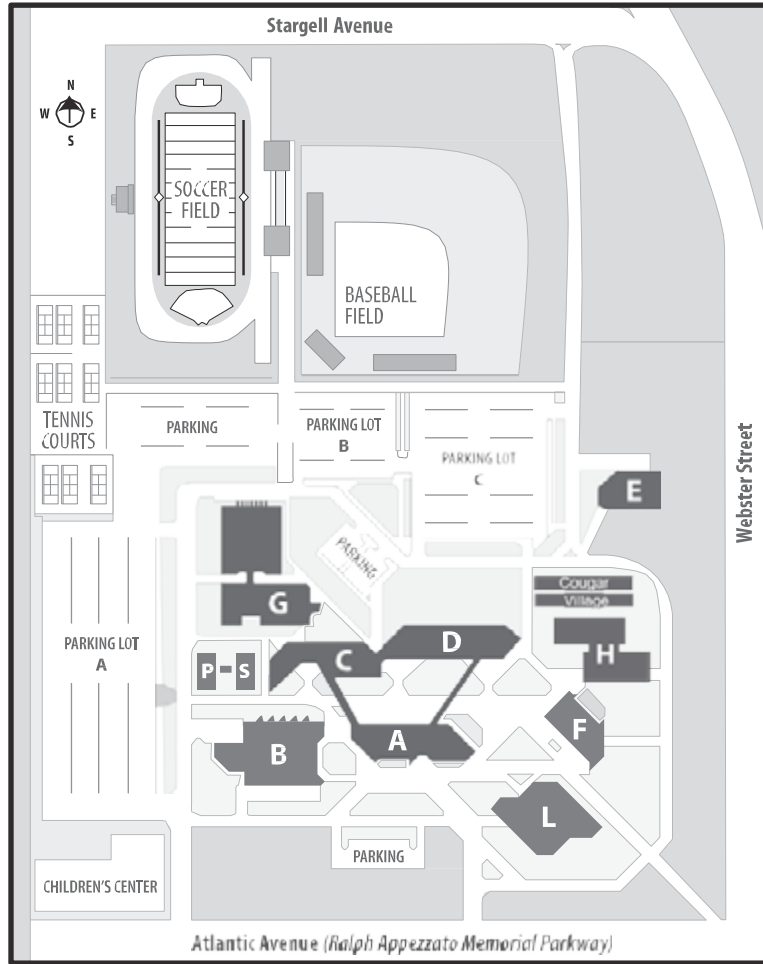 Stargell Avenue
N
W E
S
SOCCER
FIELD
BASEBALL
FIELD
TENNIS
COURTS
PARKING
PARKING LOT
B
PARKING LOT
C
E
Webster Street
PARKING
Cougar
Village
G
D
H
PARKING LOT
A
P S
C
F
A
B
L
PARKING
CHILDREN'S CENTER
Atlantic Avenue (Ralph Appezzato Memorial Parkway)